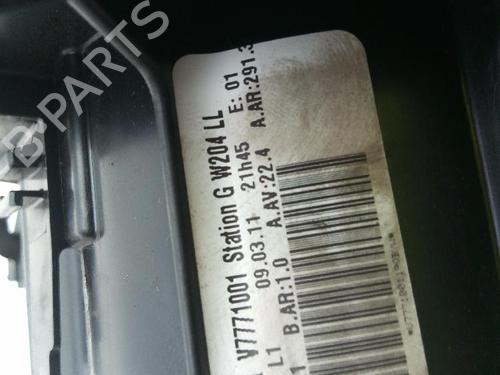 V7771001 Station G W204 LL
L1 09.03.11 21h45 E: 01
1 B.AR:1.0 A.AV:22.4 A.AR:291.3
B-PARTS